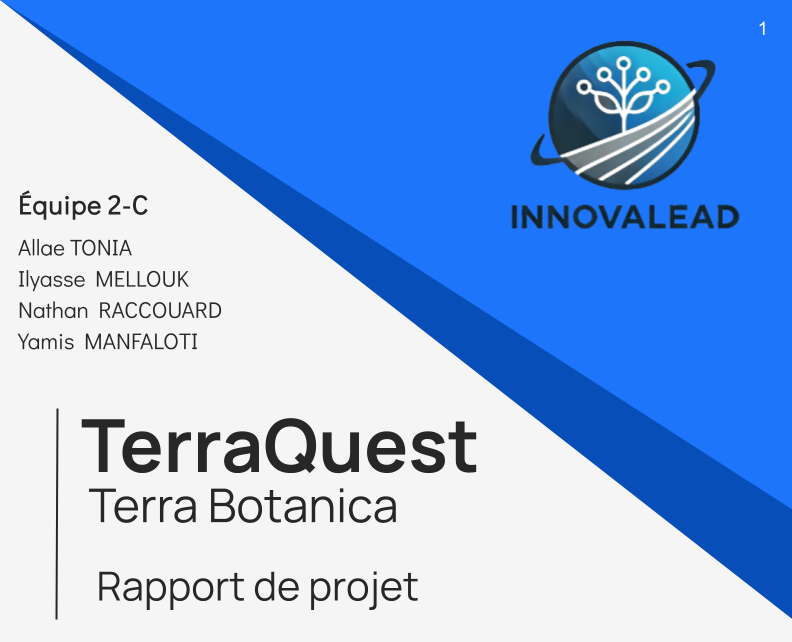 1
INNOVALEAD
Équipe 2-C
Allae TONIA
Ilyasse MELLOUK
Nathan RACCOUARD
Yamis MANFALOTI
TerraQuest
Terra Botanica
Rapport de projet